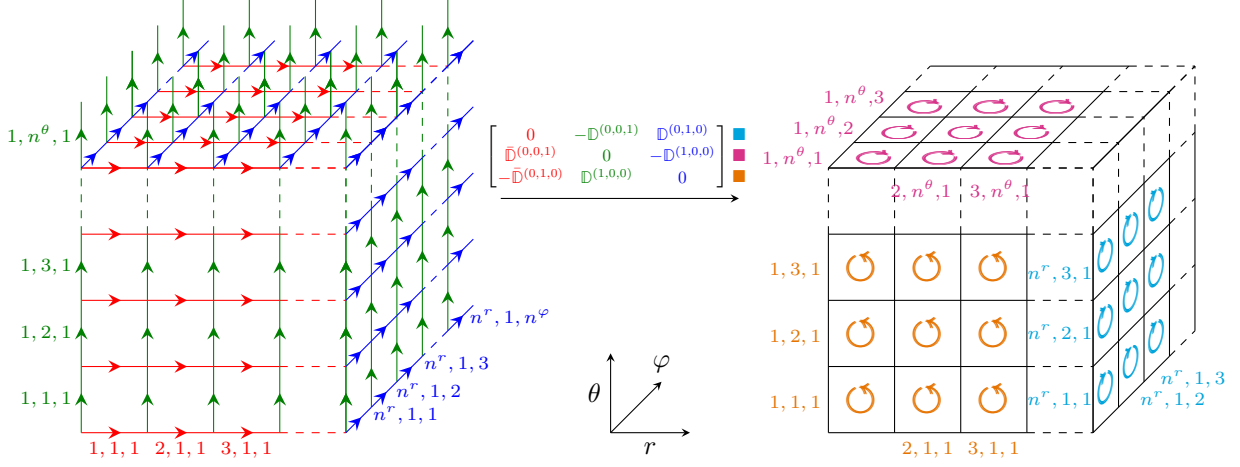 1, n^θ, 1
1, 3, 1
1, 2, 1
1, 1, 1
1, 1, 1
2, 1, 1
3, 1, 1
n^r, 1, 1
n^r, 1, 2
n^r, 1, 3
n^r, 1, n^φ
0 −𝔻^(0,0,1) 𝔻^(0,1,0)
𝔻̄^(0,0,1) 0 −𝔻^(1,0,0)
−𝔻̄^(0,1,0) 𝔻^(1,0,0) 0
θ
φ
r
1, n^θ, 3
1, n^θ, 2
1, n^θ, 1
2, n^θ, 1
3, n^θ, 1
1, 3, 1
1, 2, 1
1, 1, 1
2, 1, 1
3, 1, 1
n^r, 3, 1
n^r, 2, 1
n^r, 1, 1
n^r, 1, 3
n^r, 1, 2